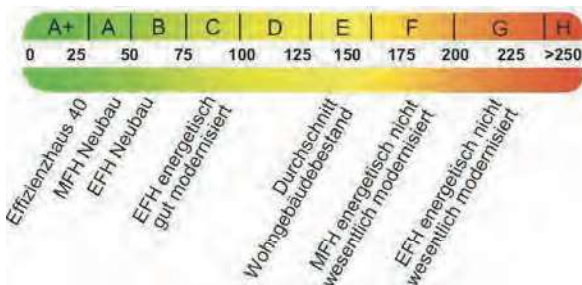 A+ A B C D E F G H
0 25 50 75 100 125 150 175 200 225 >250
Effizienzhaus 40
MFH Neubau
EFH Neubau
EFH energetisch
gut modernisiert
Durchschnitt
Wohngebäudebestand
MFH energetisch nicht
wesentlich modernisiert
EFH energetisch nicht
wesentlich modernisiert